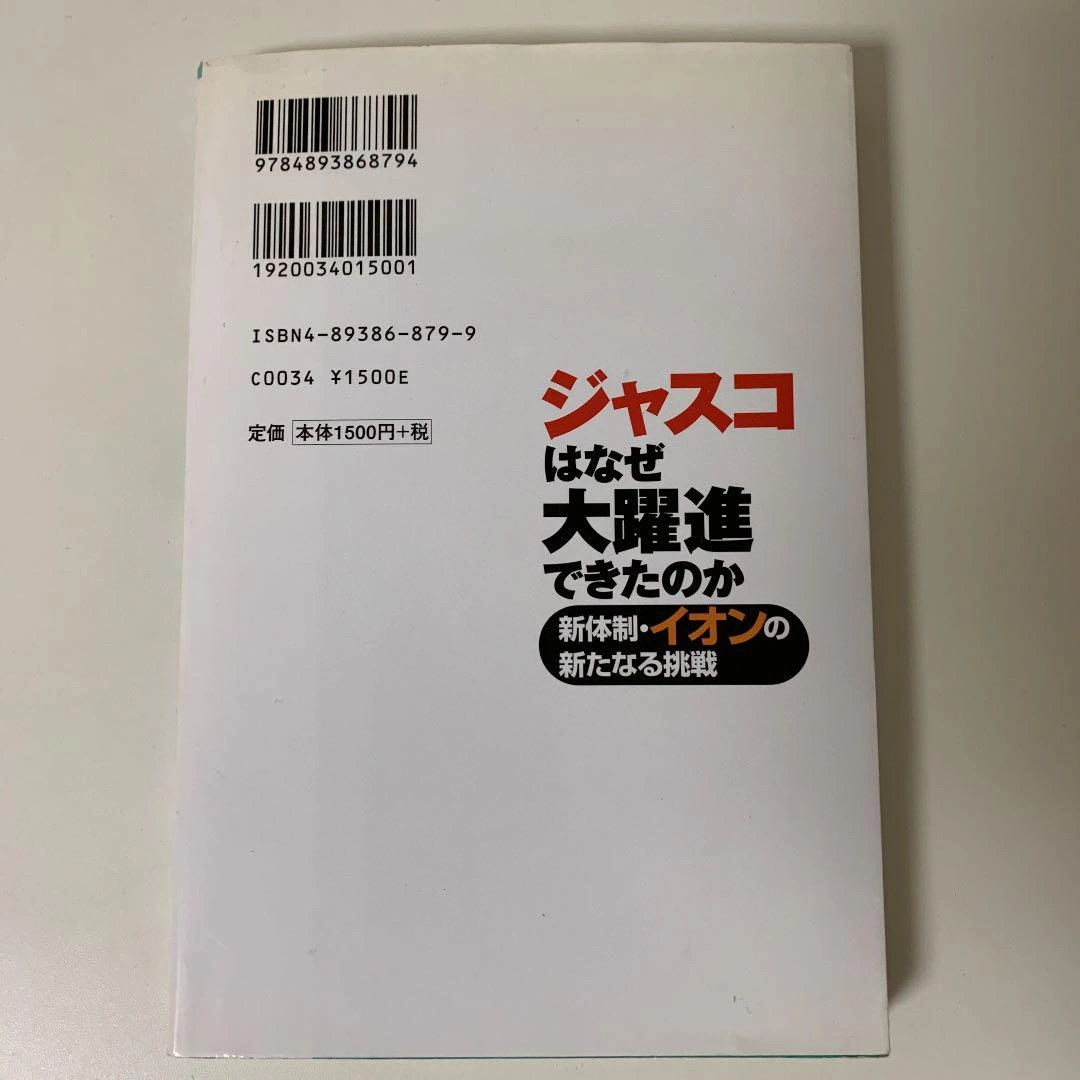 9784893868794
1920034015001
ISBN4-89386-879-9
C0034 ¥1500E
定価 本体1500円+税
ジャスコ
はなぜ
大躍進
できたのか
新体制・イオンの
新たなる挑戦